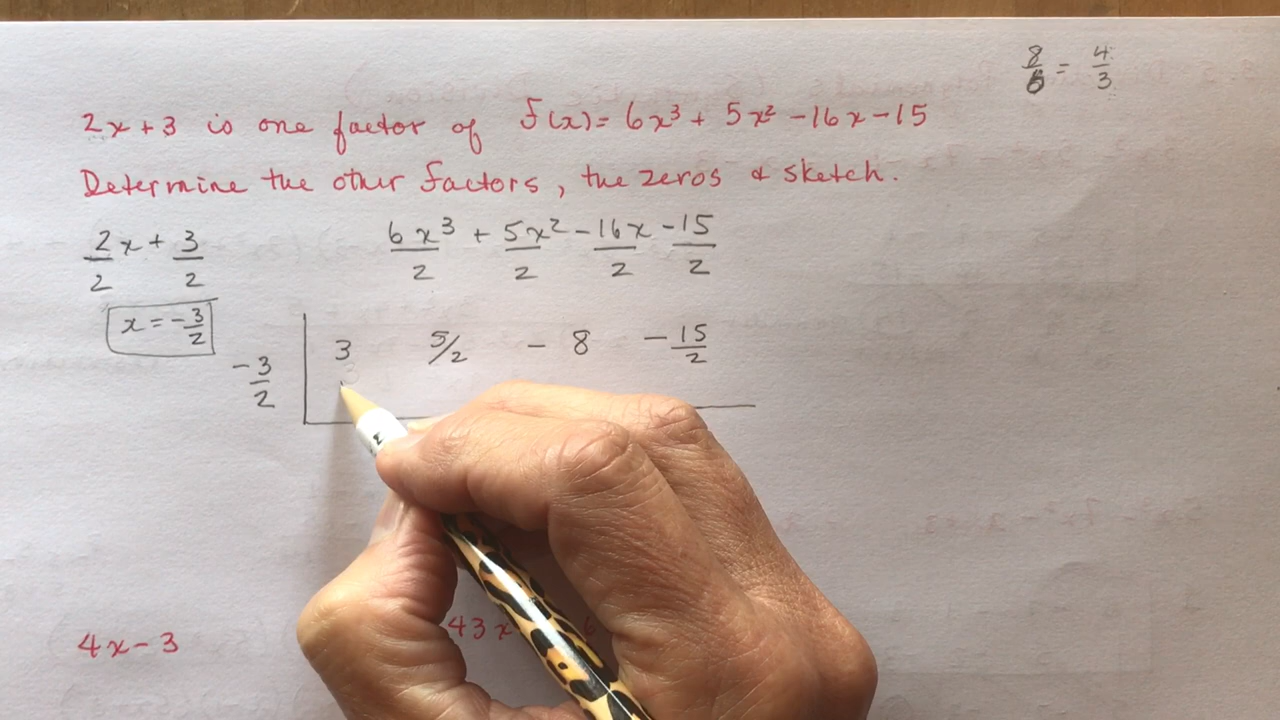 8/6 = 4/3
2x + 3 is one factor of f(x) = 6x³ + 5x² - 16x - 15
Determine the other factors, the zeros & sketch.
2/2 x + 3/2 6x³/2 + 5x²/2 - 16x/2 - 15/2
x = -3/2
-3/2 3 5/2 - 8 - 15/2
4x - 3 43x